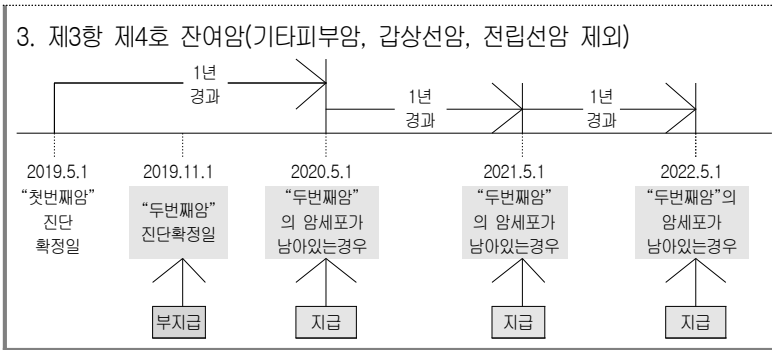 3. 제3항 제4호 잔여암(기타피부암, 갑상선암, 전립선암 제외)
1년
경과
1년
경과
1년
경과
2019.5.1
“첫번째암”
진단
확정일
2019.11.1
“두번째암”
진단확정일
2020.5.1
“두번째암”
의 암세포가
남아있는경우
2021.5.1
“두번째암”
의 암세포가
남아있는경우
2022.5.1
“두번째암”의
암세포가
남아있는경우
부지급
지급
지급
지급